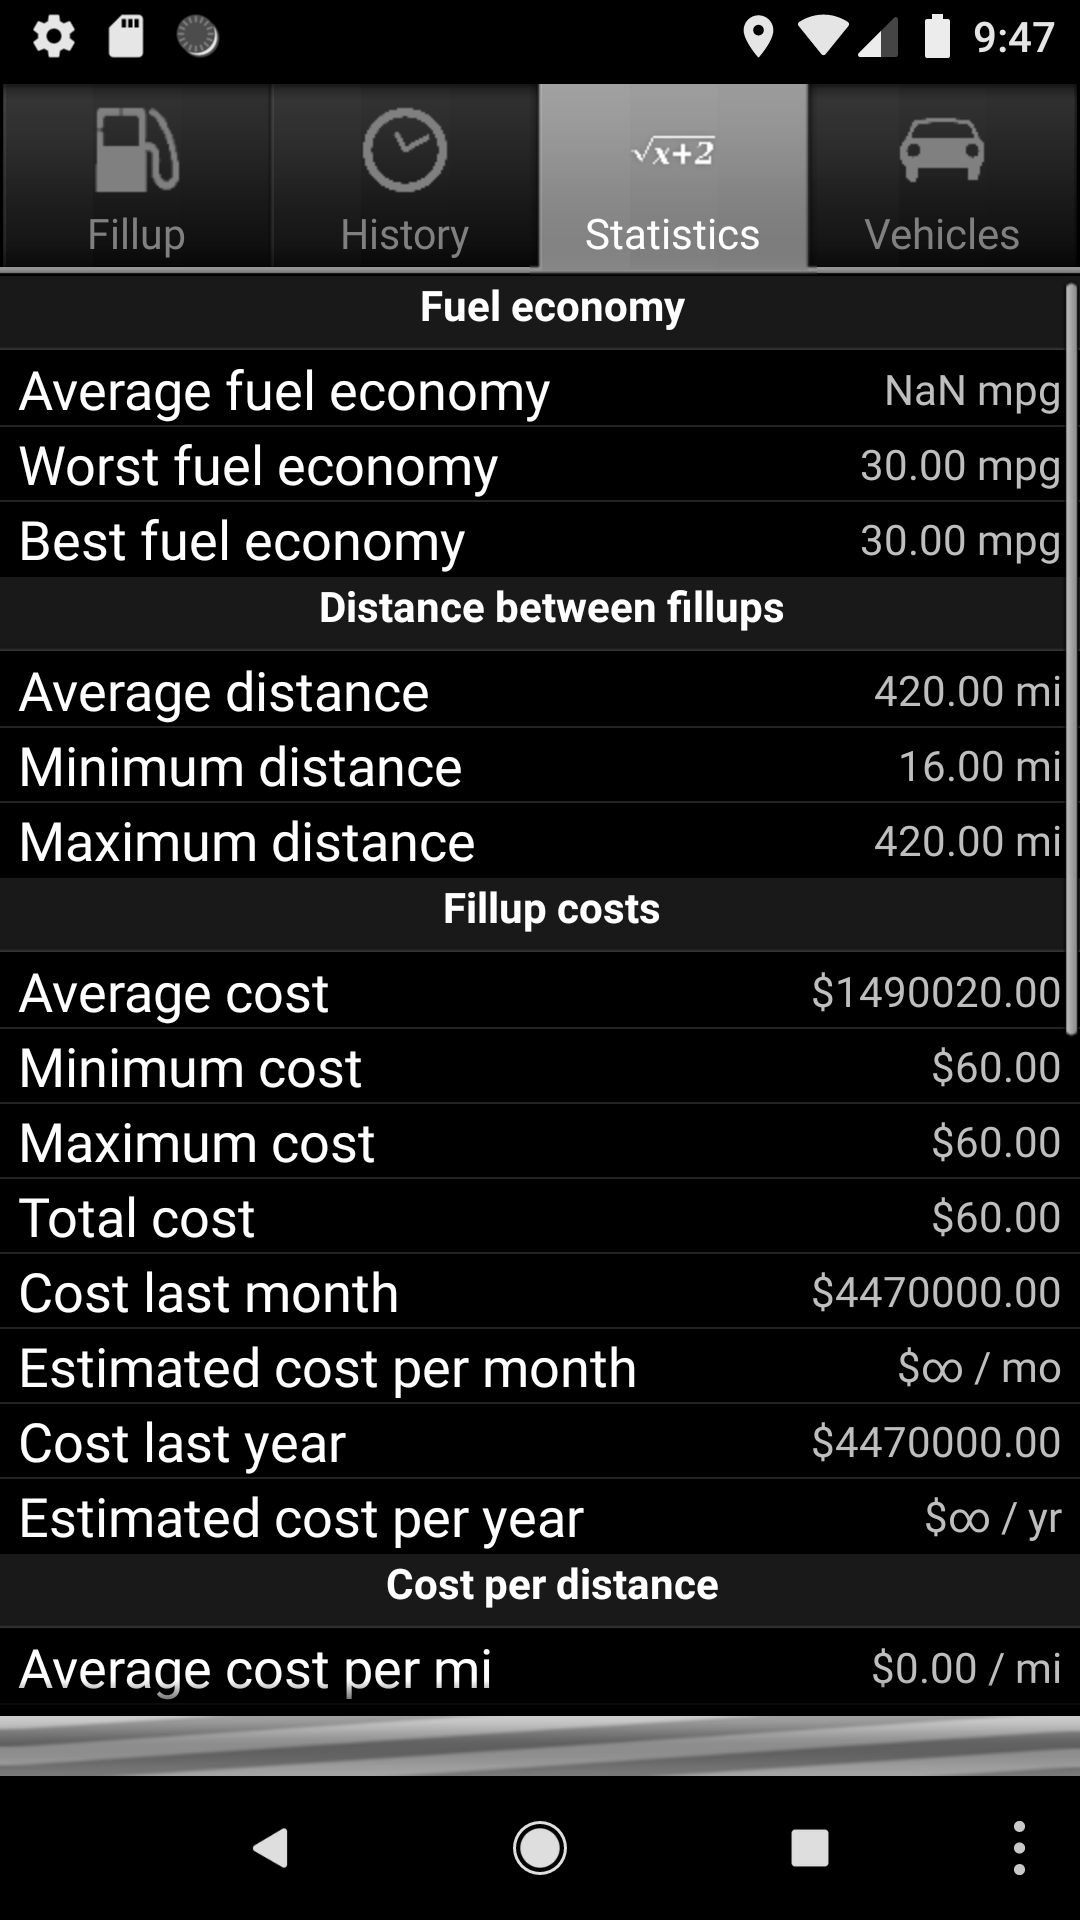 9:47
√x+2
Fillup History Statistics Vehicles
Fuel economy
Average fuel economy NaN mpg
Worst fuel economy 30.00 mpg
Best fuel economy 30.00 mpg
Distance between fillups
Average distance 420.00 mi
Minimum distance 16.00 mi
Maximum distance 420.00 mi
Fillup costs
Average cost $1490020.00
Minimum cost $60.00
Maximum cost $60.00
Total cost $60.00
Cost last month $4470000.00
Estimated cost per month $∞ / mo
Cost last year $4470000.00
Estimated cost per year $∞ / yr
Cost per distance
Average cost per mi $0.00 / mi